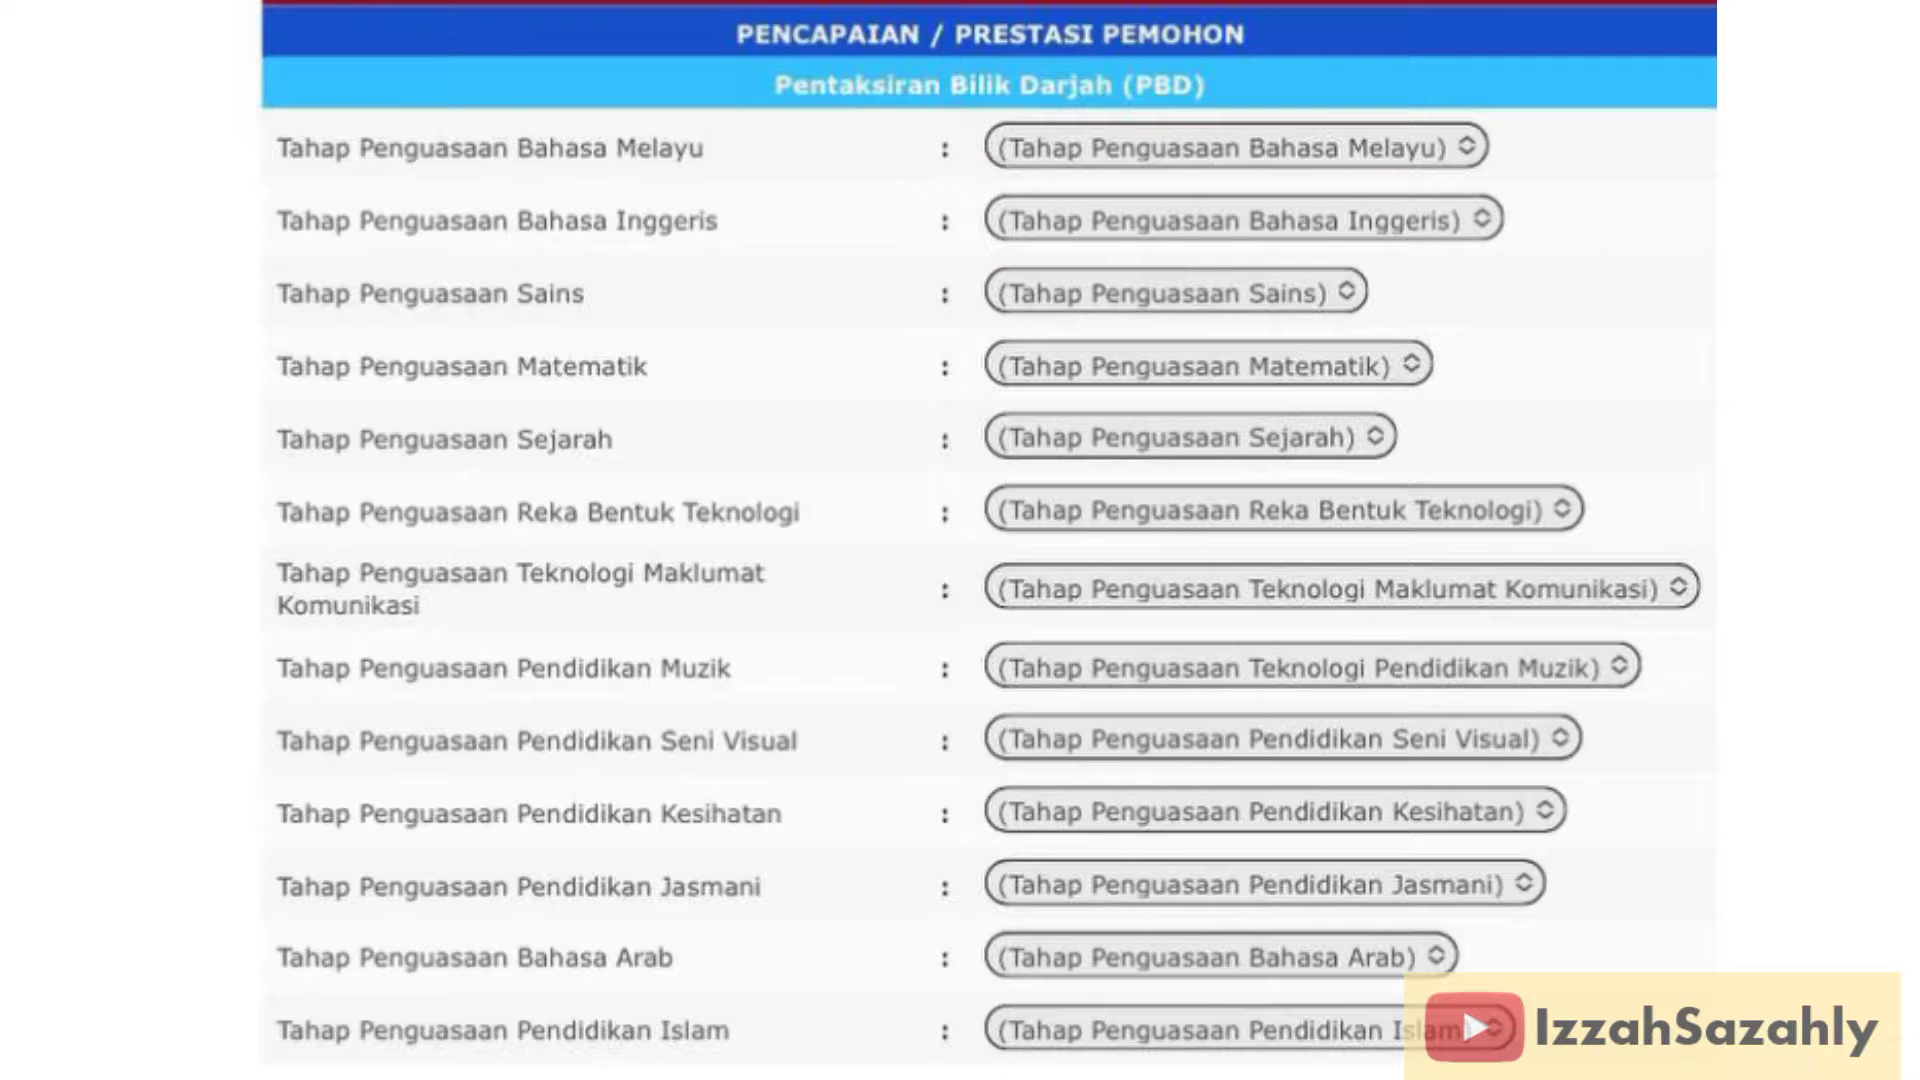 PENCAPAIAN / PRESTASI PEMOHON
Pentaksiran Bilik Darjah (PBD)
Tahap Penguasaan Bahasa Melayu : (Tahap Penguasaan Bahasa Melayu)
Tahap Penguasaan Bahasa Inggeris : (Tahap Penguasaan Bahasa Inggeris)
Tahap Penguasaan Sains : (Tahap Penguasaan Sains)
Tahap Penguasaan Matematik : (Tahap Penguasaan Matematik)
Tahap Penguasaan Sejarah : (Tahap Penguasaan Sejarah)
Tahap Penguasaan Reka Bentuk Teknologi : (Tahap Penguasaan Reka Bentuk Teknologi)
Tahap Penguasaan Teknologi Maklumat
Komunikasi : (Tahap Penguasaan Teknologi Maklumat Komunikasi)
Tahap Penguasaan Pendidikan Muzik : (Tahap Penguasaan Teknologi Pendidikan Muzik)
Tahap Penguasaan Pendidikan Seni Visual : (Tahap Penguasaan Pendidikan Seni Visual)
Tahap Penguasaan Pendidikan Kesihatan : (Tahap Penguasaan Pendidikan Kesihatan)
Tahap Penguasaan Pendidikan Jasmani : (Tahap Penguasaan Pendidikan Jasmani)
Tahap Penguasaan Bahasa Arab : (Tahap Penguasaan Bahasa Arab)
Tahap Penguasaan Pendidikan Islam : (Tahap Penguasaan Pendidikan Islam)
IzzahSazahly